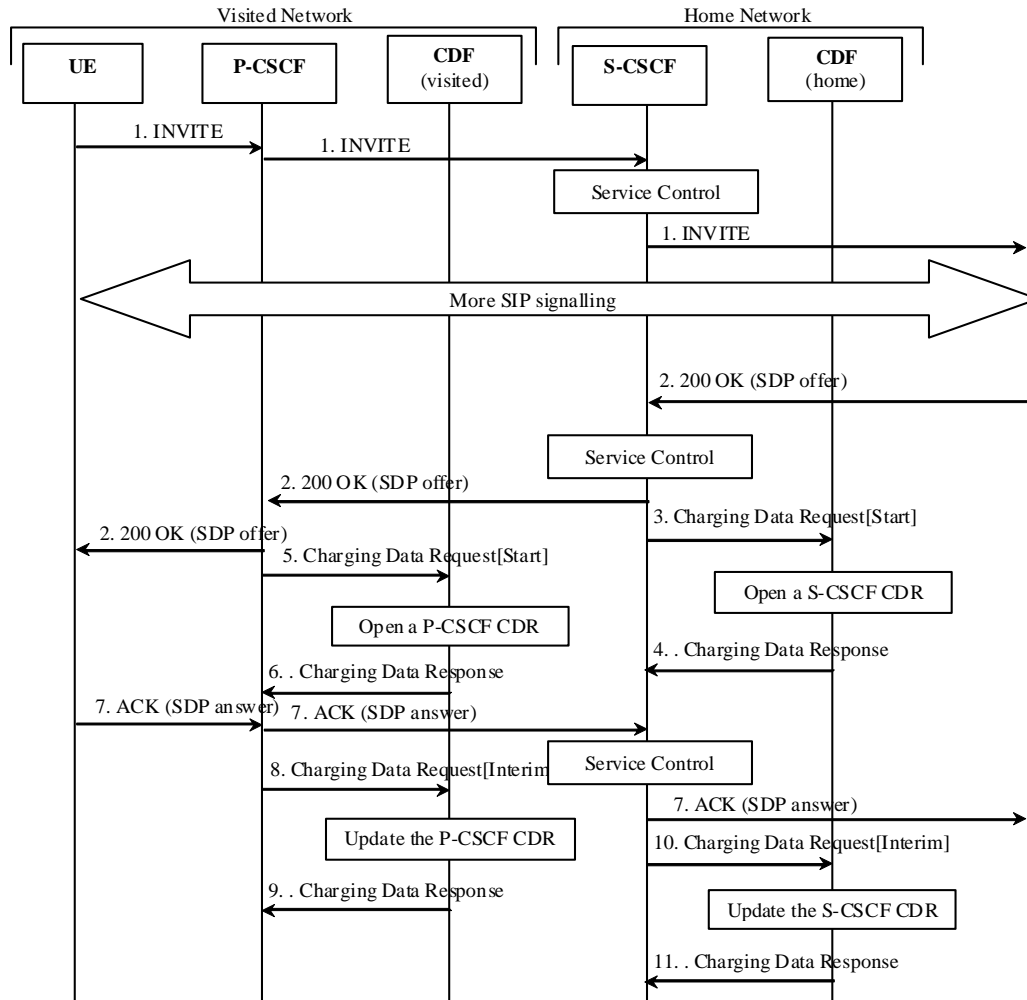 Visited Network
Home Network
UE
P-CSCF
CDF
(visited)
S-CSCF
CDF
(home)
1. INVITE
1. INVITE
Service Control
1. INVITE
More SIP signalling
2. 200 OK (SDP offer)
Service Control
2. 200 OK (SDP offer)
3. Charging Data Request[Start]
2. 200 OK (SDP offer)
5. Charging Data Request[Start]
Open a S-CSCF CDR
Open a P-CSCF CDR
4. . Charging Data Response
6. . Charging Data Response
7. ACK (SDP answer)
7. ACK (SDP answer)
Service Control
8. Charging Data Request[Interim
7. ACK (SDP answer)
Update the P-CSCF CDR
10. Charging Data Request[Interim]
9. . Charging Data Response
Update the S-CSCF CDR
11. . Charging Data Response